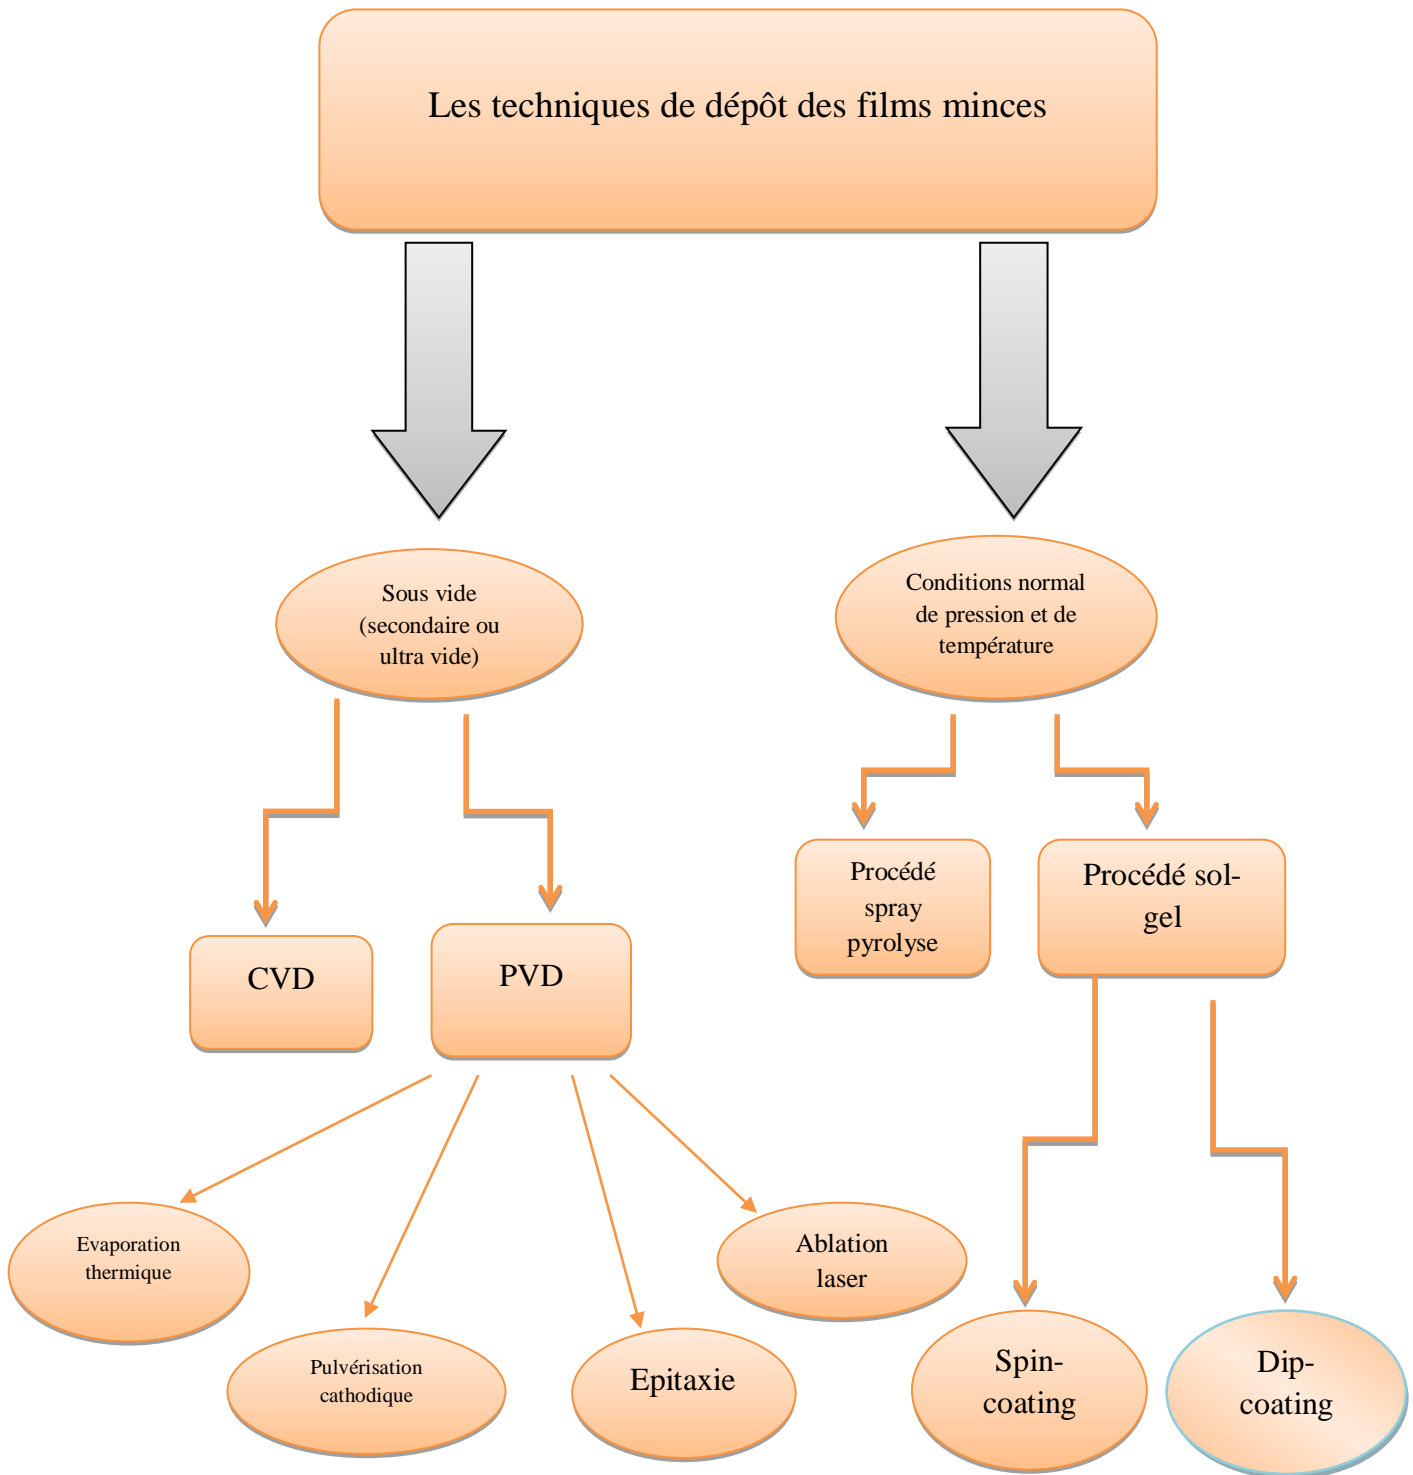 Les techniques de dépôt des films minces
Sous vide
(secondaire ou
ultra vide)
Conditions normal
de pression et de
température
CVD
PVD
Procédé
spray
pyrolyse
Procédé sol-
gel
Evaporation
thermique
Pulvérisation
cathodique
Epitaxie
Ablation
laser
Spin-
coating
Dip-
coating